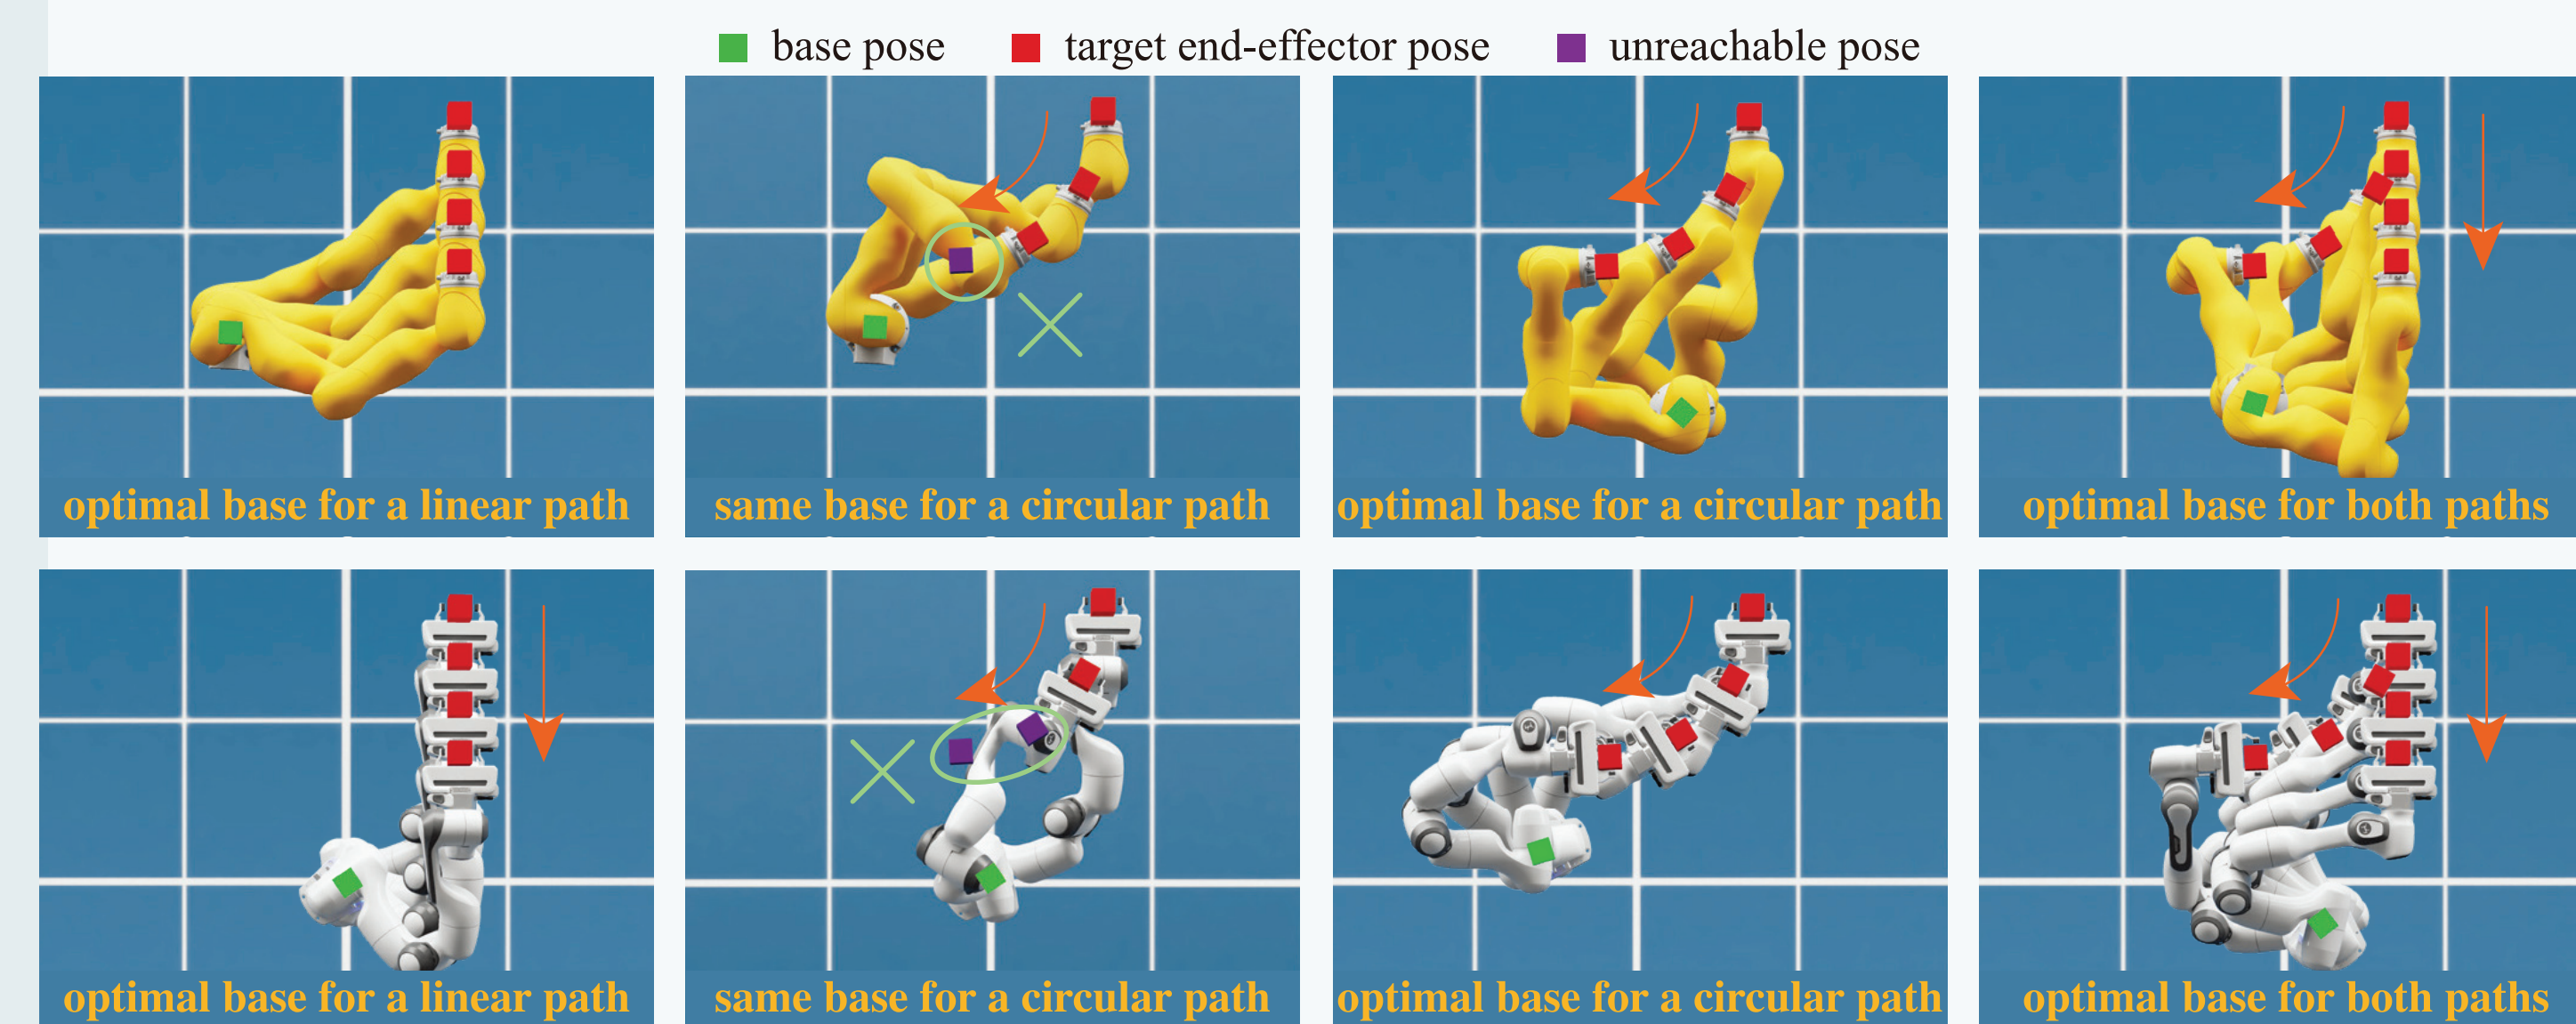 base pose target end-effector pose unreachable pose
optimal base for a linear path
same base for a circular path
optimal base for a circular path
optimal base for both paths
optimal base for a linear path
same base for a circular path
optimal base for a circular path
optimal base for both paths